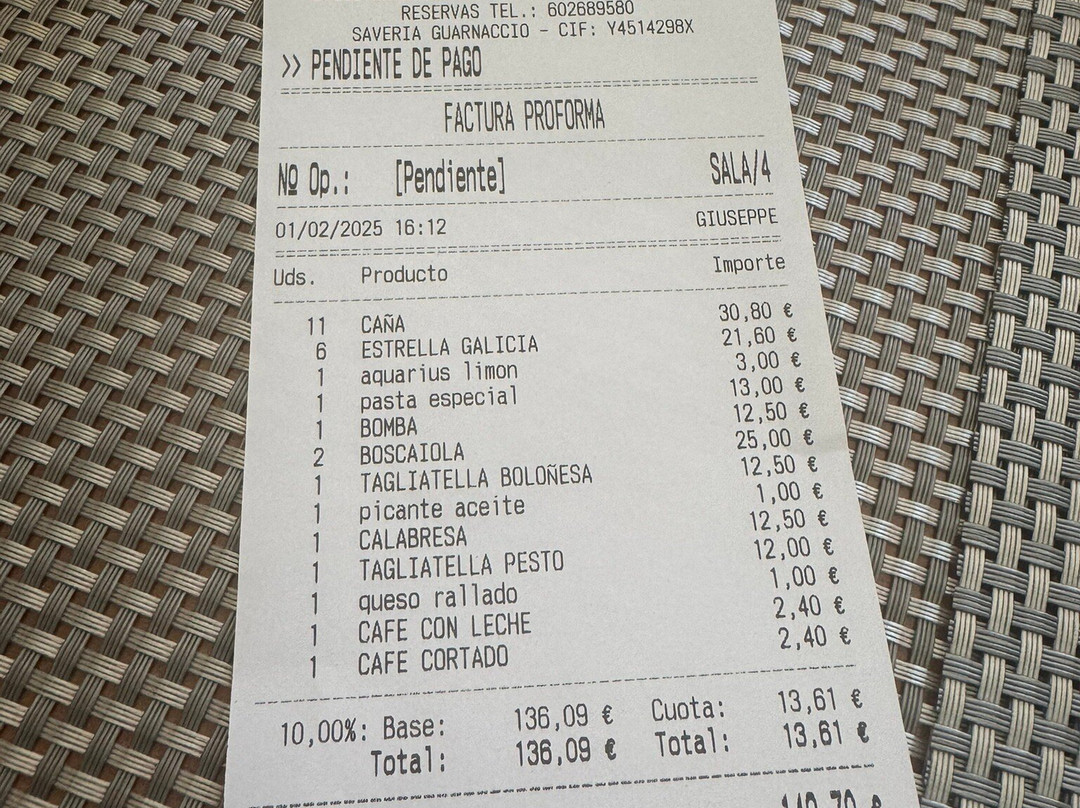 RESERVAS TEL.: 602689580
SAVERIA GUARNACCIO - CIF: Y4514298X
>> PENDIENTE DE PAGO
FACTURA PROFORMA
Nº Op.: [Pendiente] SALA/4
01/02/2025 16:12 GIUSEPPE
Uds. Producto Importe
11 CAÑA 30,80 €
6 ESTRELLA GALICIA 21,60 €
1 aquarius limon 3,00 €
1 pasta especial 13,00 €
1 BOMBA 12,50 €
2 BOSCAIOLA 25,00 €
1 TAGLIATELLA BOLOÑESA 12,50 €
1 picante aceite 1,00 €
1 CALABRESA 12,50 €
1 TAGLIATELLA PESTO 12,00 €
1 queso rallado 1,00 €
1 CAFE CON LECHE 2,40 €
1 CAFE CORTADO 2,40 €
10,00%: Base: 136,09 € Cuota: 13,61 €
Total: 136,09 € Total: 13,61 €